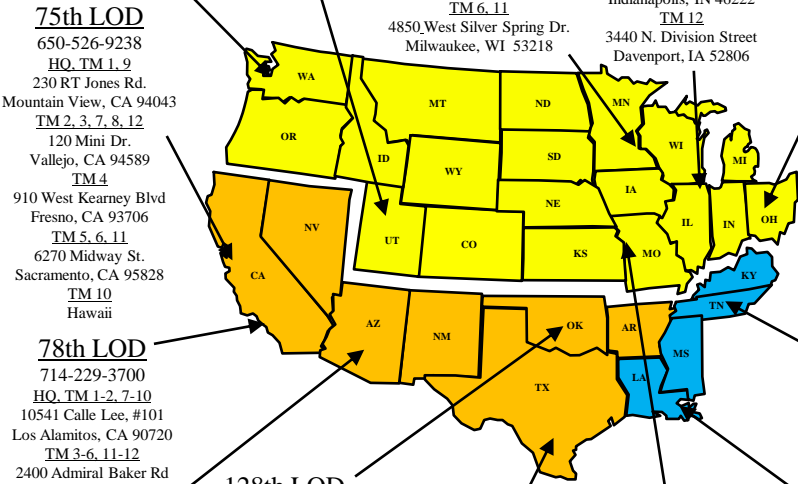 75th LOD
650-526-9238
HQ, TM 1, 9
230 RT Jones Rd.
Mountain View, CA 94043
TM 2, 3, 7, 8, 12
120 Mini Dr.
Vallejo, CA 94589
TM 4
910 West Kearney Blvd
Fresno, CA 93706
TM 5, 6, 11
6270 Midway St.
Sacramento, CA 95828
TM 10
Hawaii
78th LOD
714-229-3700
HQ, TM 1-2, 7-10
10541 Calle Lee, #101
Los Alamitos, CA 90720
TM 3-6, 11-12
2400 Admiral Baker Rd
TM 6, 11
4850 West Silver Spring Dr.
Milwaukee, WI 53218
Indianapolis, IN 46222
TM 12
3440 N. Division Street
Davenport, IA 52806
WA
MT
ND
MN
OR
ID
WY
SD
WI
MI
NE
IA
UT
CO
KS
MO
IL
IN
OH
NV
CA
AZ
NM
OK
AR
TX
KY
TN
MS
LA
128th LOD